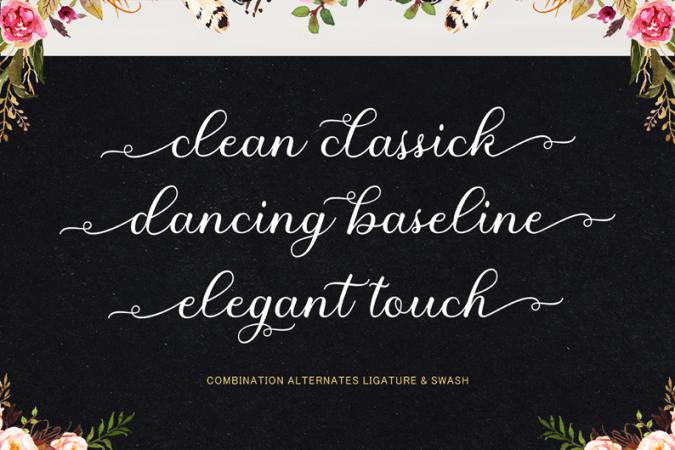 clean classick
dancing baseline
elegant touch
COMBINATION ALTERNATES LIGATURE & SWASH